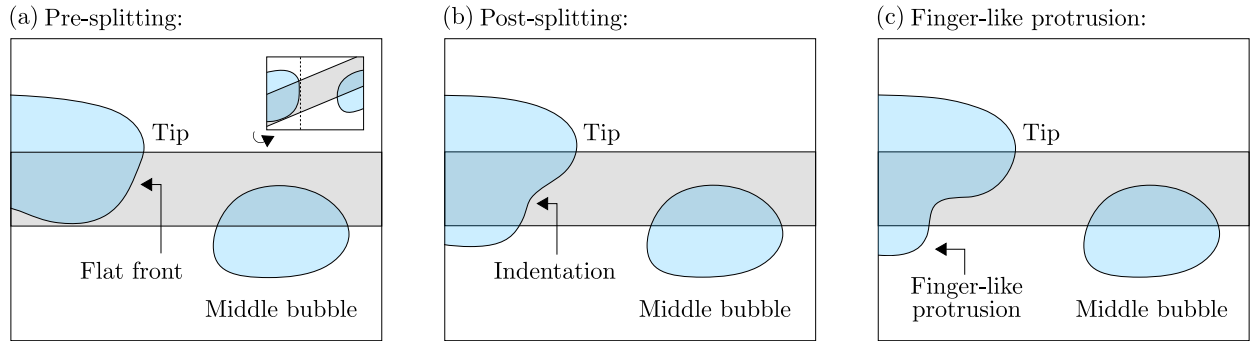 (a) Pre-splitting:
Tip
Flat front
Middle bubble
(b) Post-splitting:
Tip
Indentation
Middle bubble
(c) Finger-like protrusion:
Tip
Finger-like
protrusion
Middle bubble